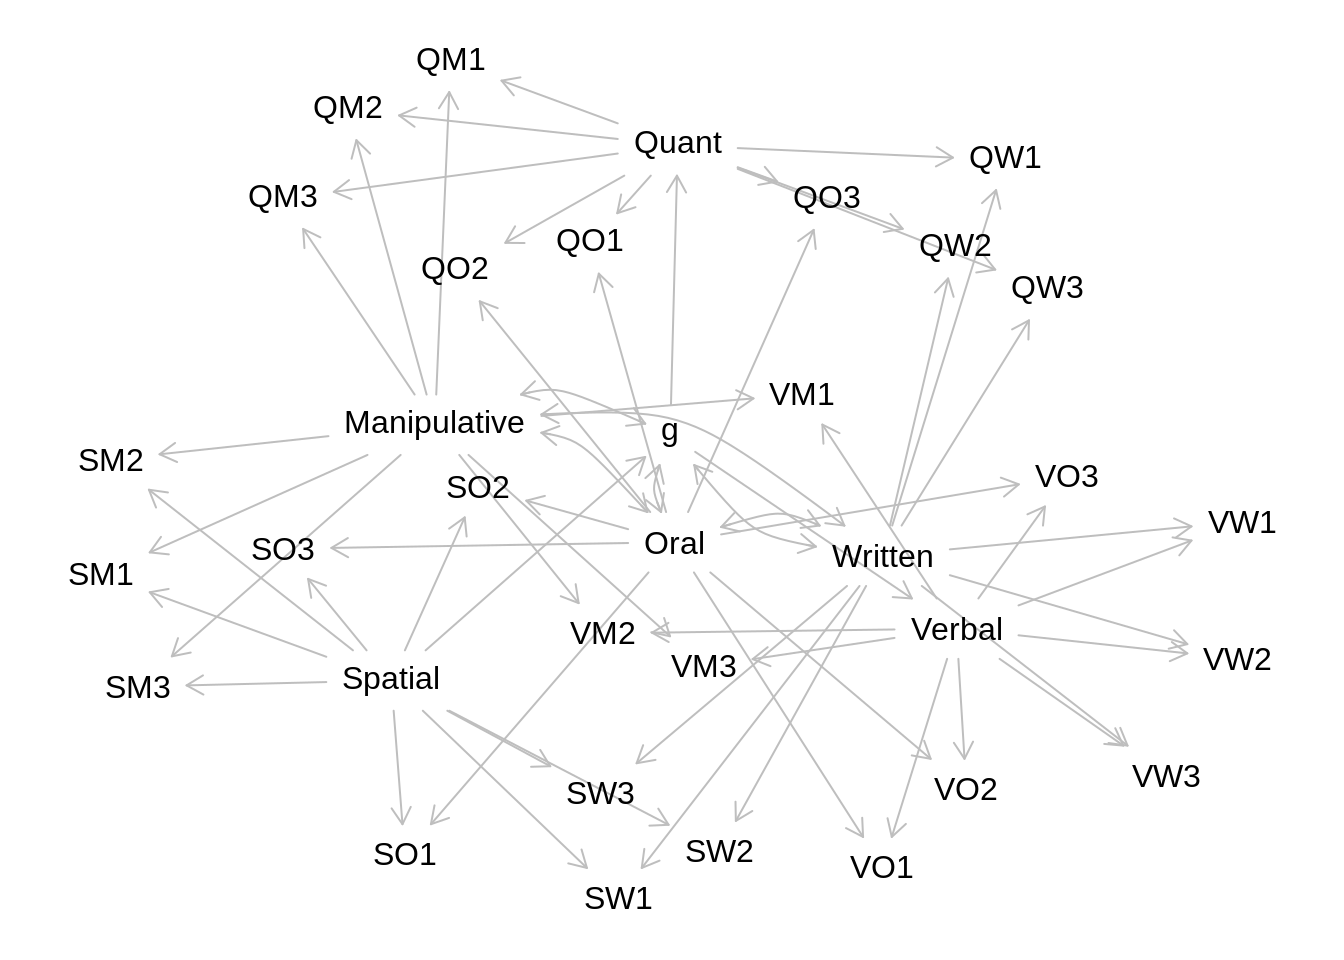 QM1
QM2
Quant
QW1
QM3
QO3
QO1
QW2
QO2
QW3
VM1
Manipulative
g
SM2
VO3
SO2
VW1
SO3
Oral
Written
SM1
VM2
Verbal
VM3
VW2
Spatial
SM3
VW3
SW3
VO2
SO1
SW2
VO1
SW1